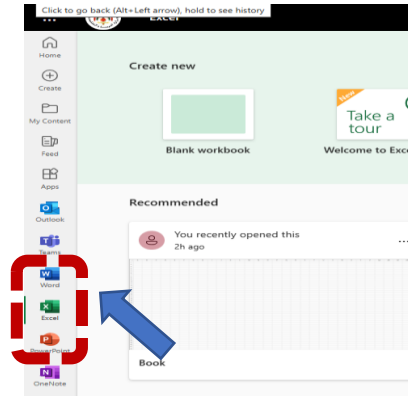 Click to go back (Alt+Left arrow), hold to see history
Excel
Home
Create
My Content
Feed
Apps
Outlook
Teams
Word
Excel
PowerPoint
OneNote
Create new
New
Take a
tour
Blank workbook
Welcome to Exc
Recommended
You recently opened this
2h ago
Book